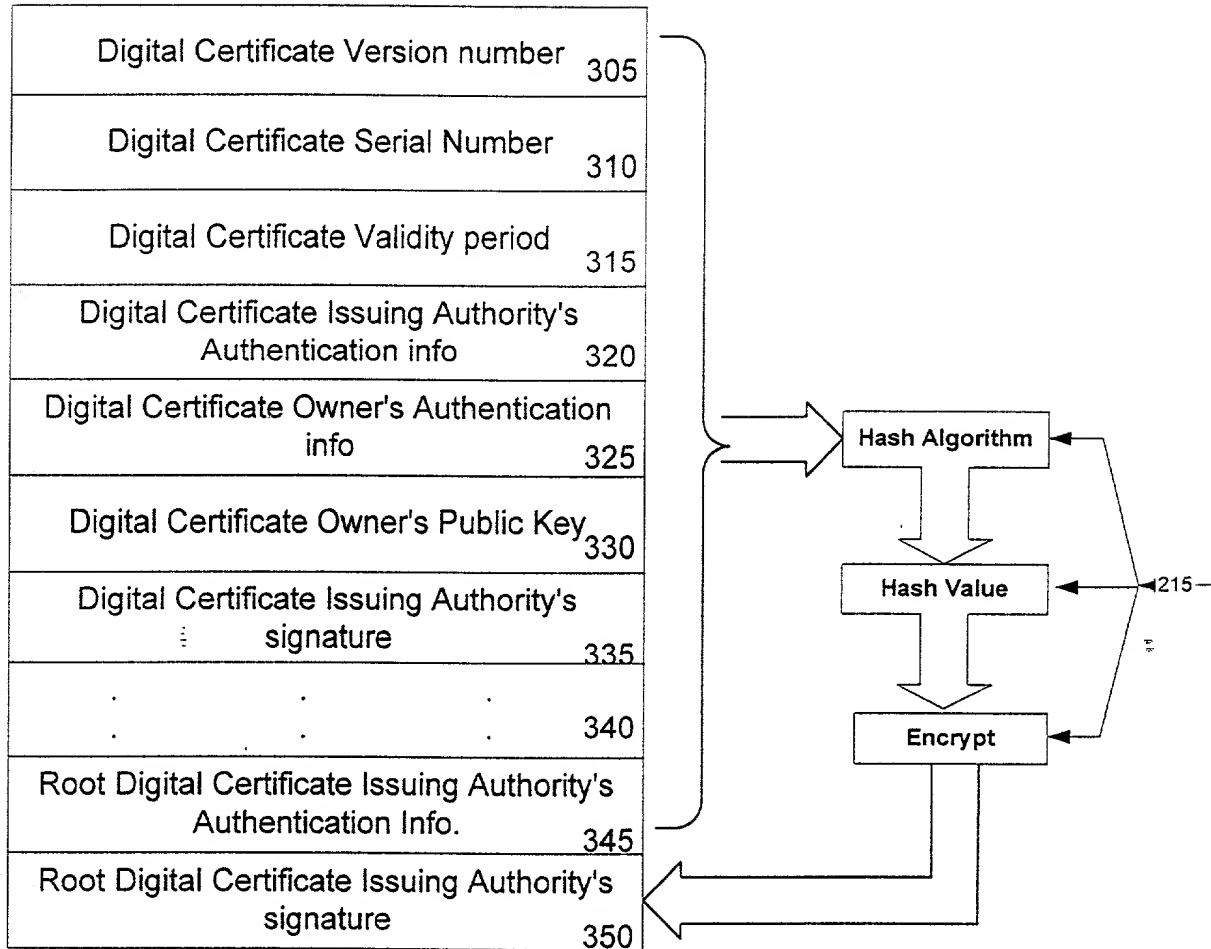 Digital Certificate Version number
305
Digital Certificate Serial Number
310
Digital Certificate Validity period
315
Digital Certificate Issuing Authority's
Authentication info
320
Digital Certificate Owner's Authentication
info
325
Digital Certificate Owner's Public Key
330
Digital Certificate Issuing Authority's
signature
335
. . .
340
. . .
Root Digital Certificate Issuing Authority's
Authentication Info.
345
Root Digital Certificate Issuing Authority's
signature
350
Hash Algorithm
Hash Value
215
Encrypt